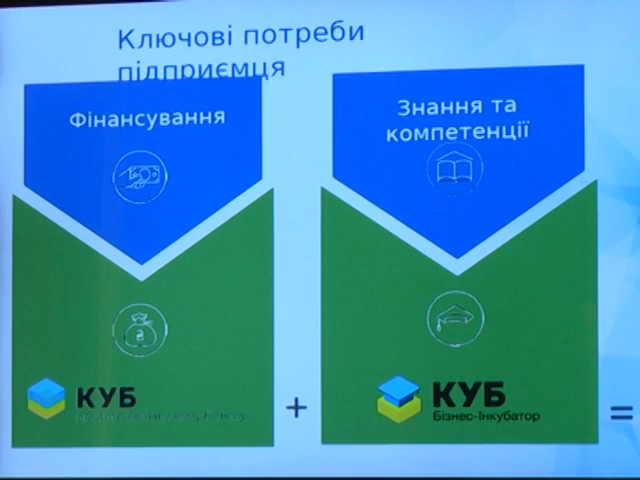 Ключові потреби
підприємця
Фінансування
Знання та
компетенції
КУБ
+
КУБ
Бізнес-Інкубатор
=